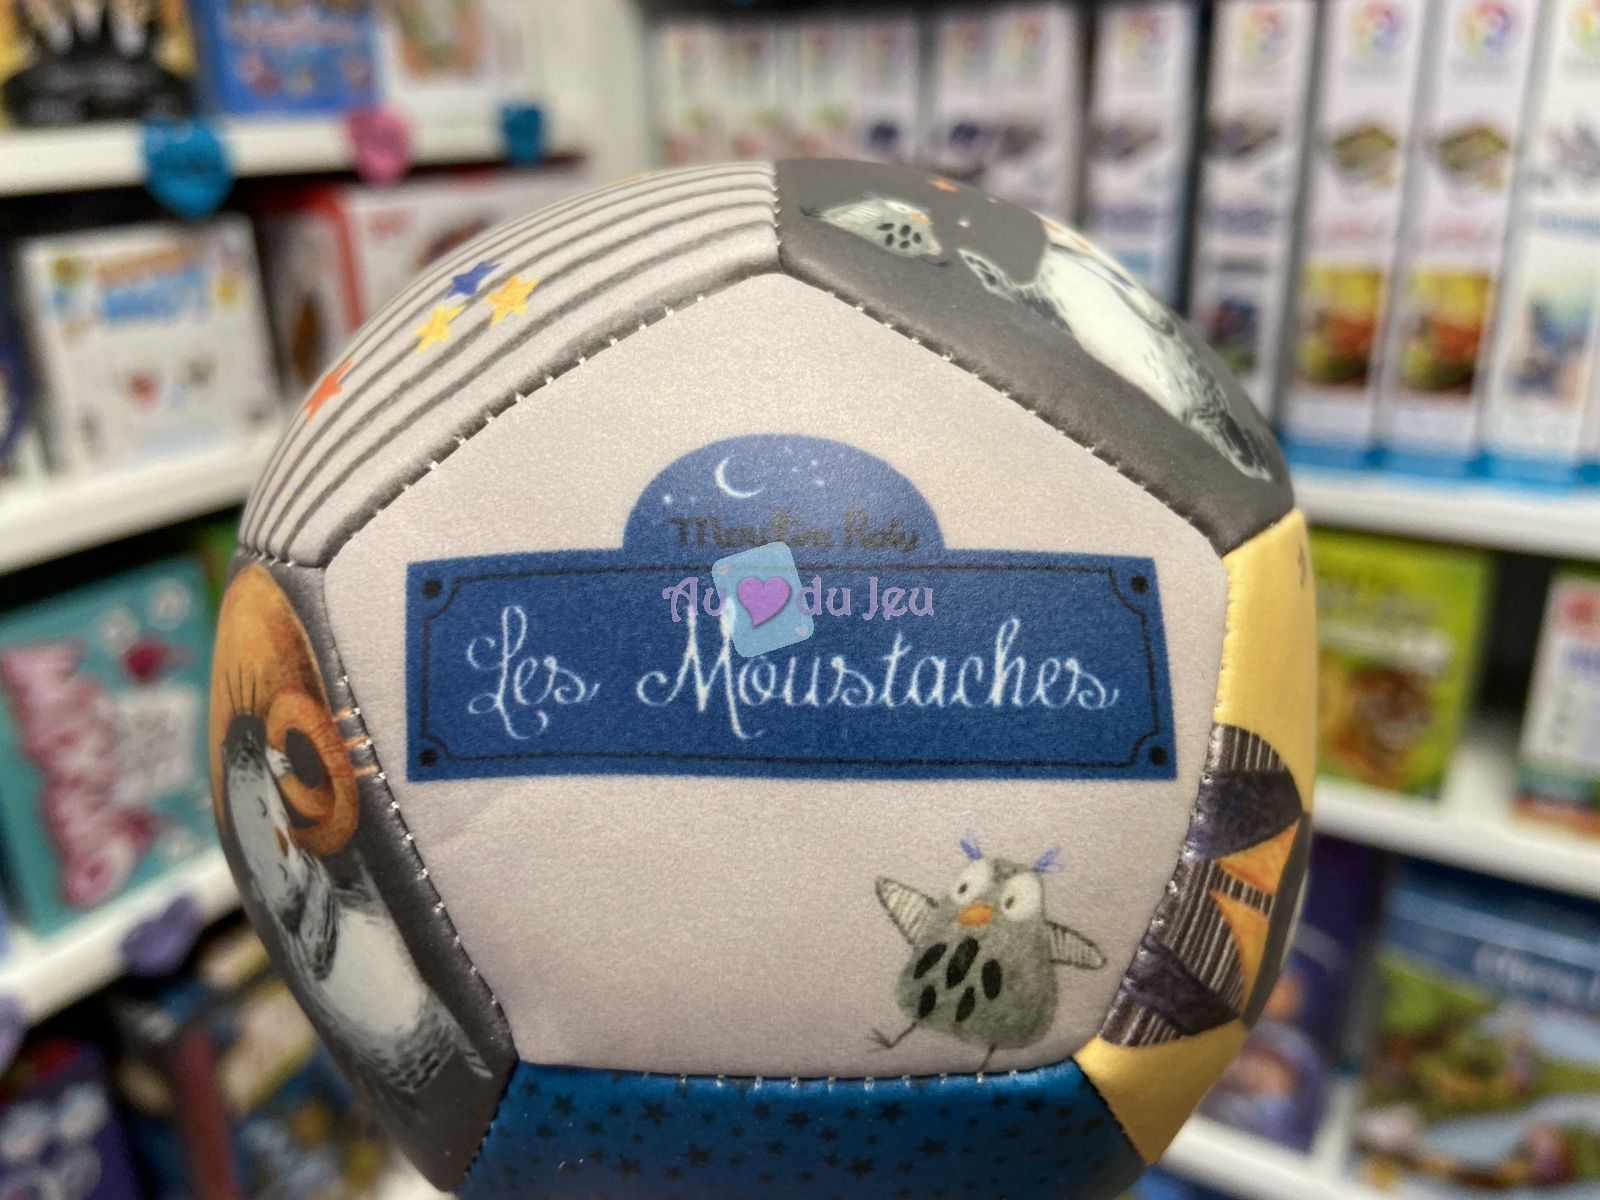 Moulin Roty
Au du Jeu
Les Moustaches